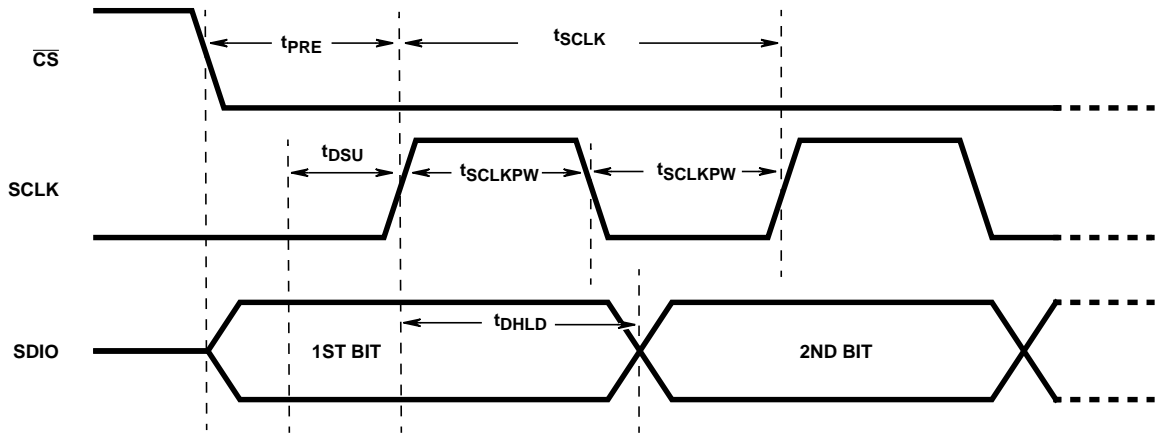 CS
tPRE
tSCLK
tDSU
SCLK
tSCLKPW
tSCLKPW
SDIO
1ST BIT
tDHLD
2ND BIT